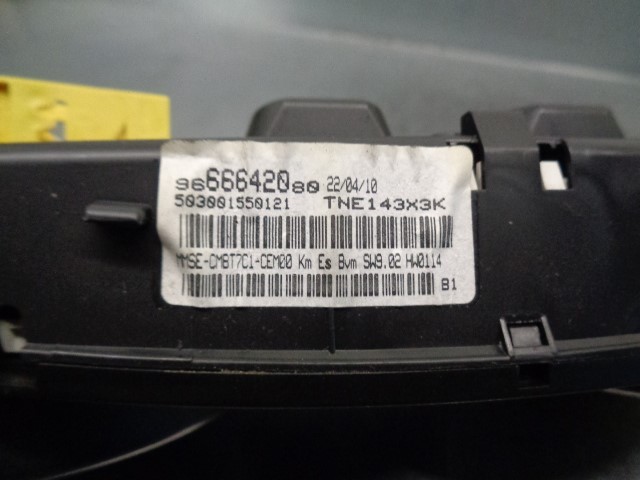 9666642080 22/04/10
503001550121 TNE143X3K
MMSE-CMBT7C1-CEM00 Km Es Bvm SW9.02 HW0114
B1